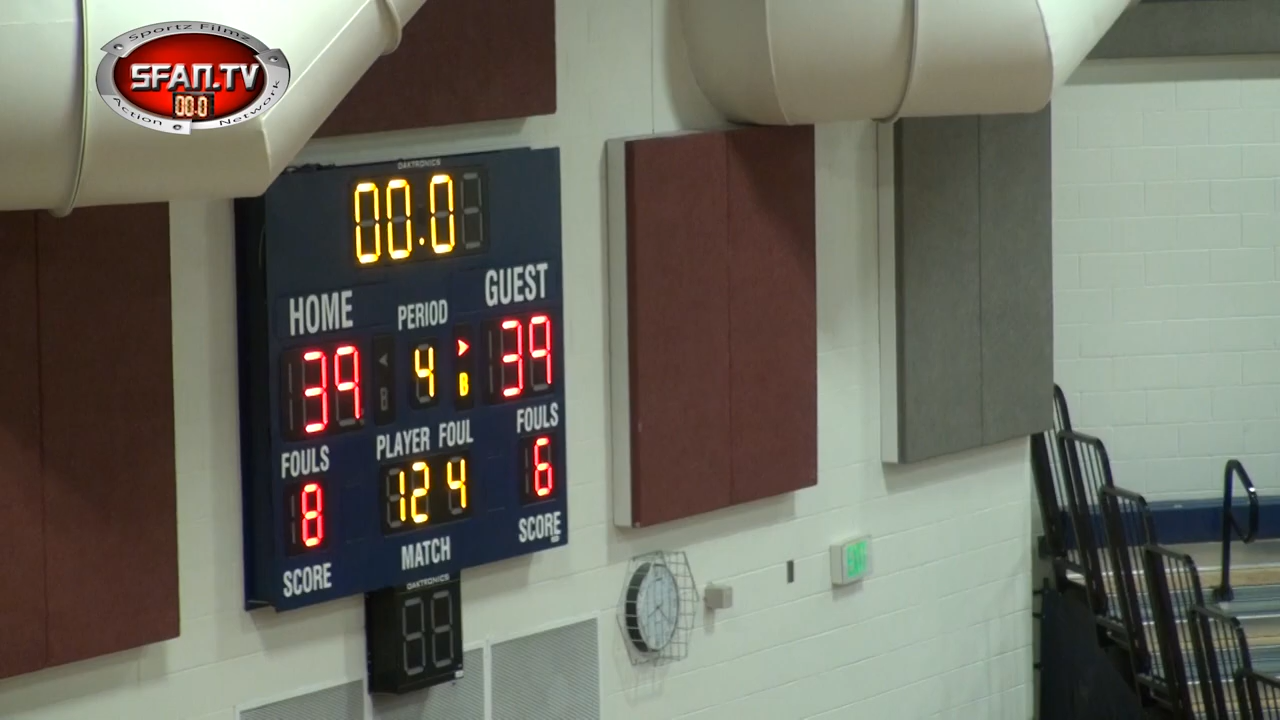 Sportz Filmz
SFAN.TV
00.0
Action Network
DAKTRONICS
00.0
HOME
PERIOD
GUEST
39
4
39
B
B
FOULS
PLAYER FOUL
FOULS
8
12 4
6
SCORE
MATCH
SCORE
DAKTRONICS
EXIT